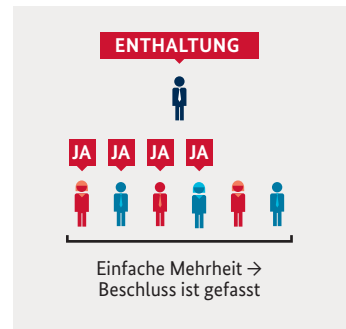 ENTHALTUNG
JA JA JA JA
Einfache Mehrheit →
Beschluss ist gefasst